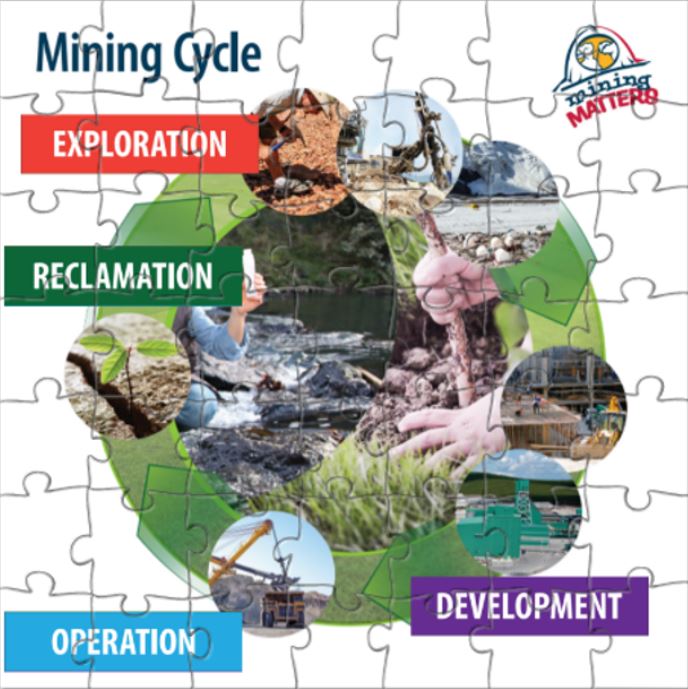 Mining Cycle
mining
MATTERS
EXPLORATION
RECLAMATION
DEVELOPMENT
OPERATION